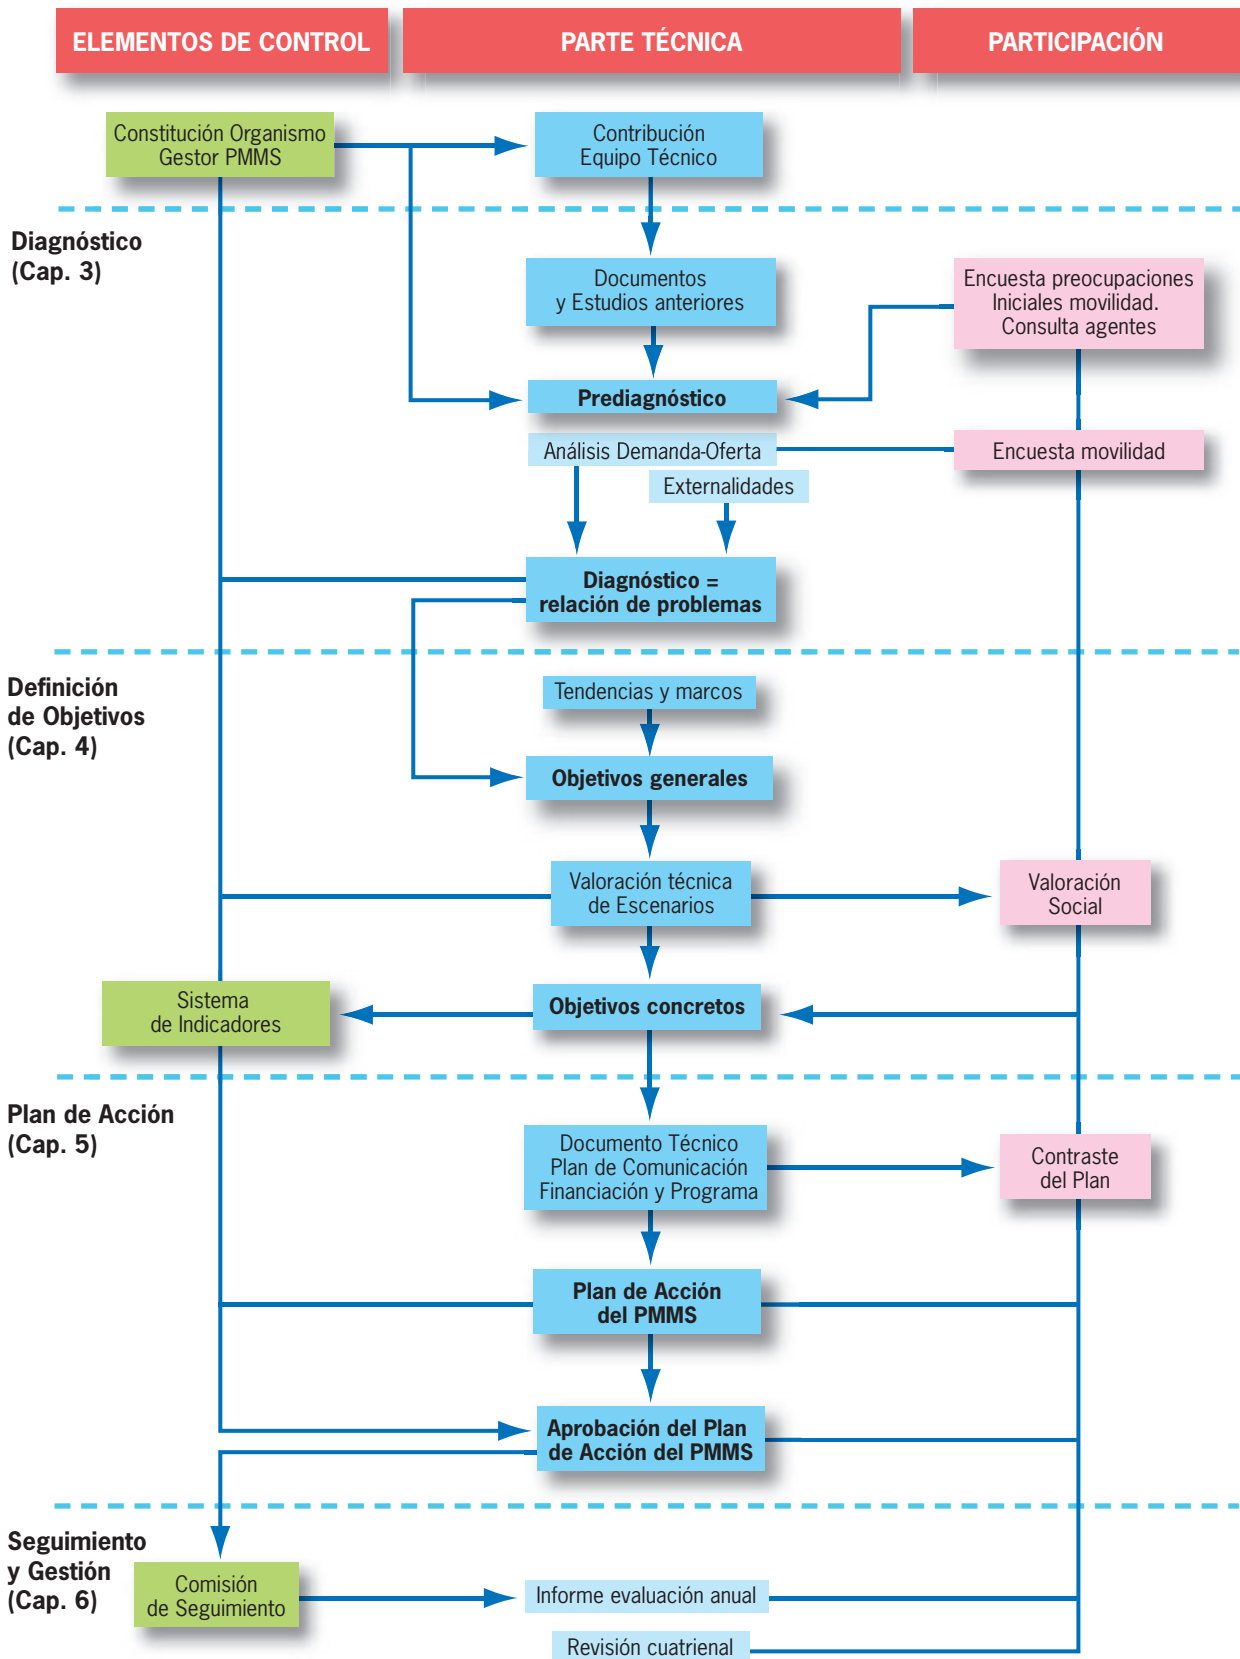 ELEMENTOS DE CONTROL
PARTE TÉCNICA
PARTICIPACIÓN
Constitución Organismo
Gestor PMMS
Contribución
Equipo Técnico
Diagnóstico
(Cap. 3)
Documentos
y Estudios anteriores
Encuesta preocupaciones
Iniciales movilidad.
Consulta agentes
Prediagnóstico
Análisis Demanda-Oferta
Encuesta movilidad
Externalidades
Diagnóstico =
relación de problemas
Definición
de Objetivos
(Cap. 4)
Tendencias y marcos
Objetivos generales
Valoración técnica
de Escenarios
Valoración
Social
Sistema
de Indicadores
Objetivos concretos
Plan de Acción
(Cap. 5)
Documento Técnico
Plan de Comunicación
Financiación y Programa
Contraste
del Plan
Plan de Acción
del PMMS
Aprobación del Plan
de Acción del PMMS
Seguimiento
y Gestión
(Cap. 6)
Comisión
de Seguimiento
Informe evaluación anual
Revisión cuatrienal